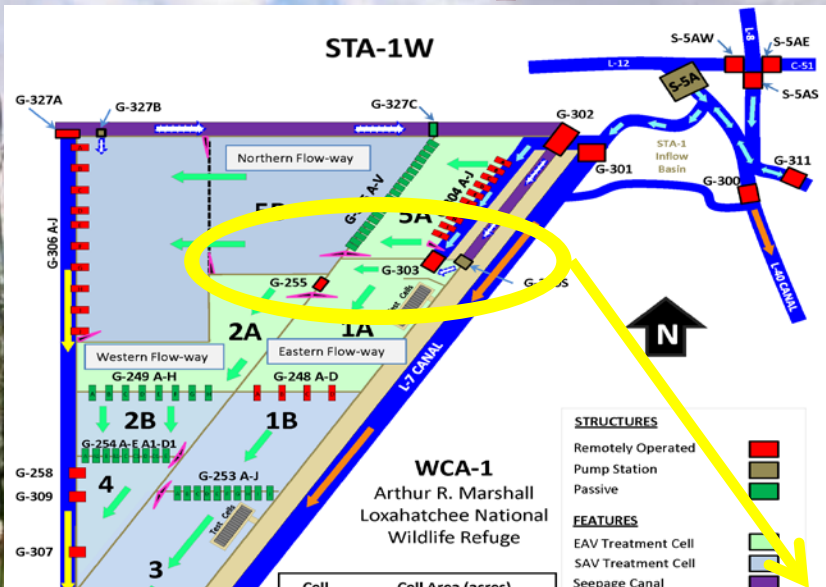 STA-1W
L-8
S-5AW
S-5AE
L-12
C-51
S-5A
S-5AS
G-327A
G-327B
G-327C
G-302
Northern Flow-way
STA-1
Inflow
Basin
G-301
G-311
G-300
5A
G-306 A-J
G-303
G-255
Test Cells
L-40 CANAL
2A
1A
N
Western Flow-way
Eastern Flow-way
L-7 CANAL
G-249 A-H
G-248 A-D
2B
1B
G-254 A-E A1-D1
G-258
G-309
4
G-253 A-J
Test Cells
G-307
3
WCA-1
Arthur R. Marshall
Loxahatchee National
Wildlife Refuge
STRUCTURES
Remotely Operated
Pump Station
Passive
FEATURES
EAV Treatment Cell
SAV Treatment Cell
Seepage Canal
Cell
Cell Area (acres)